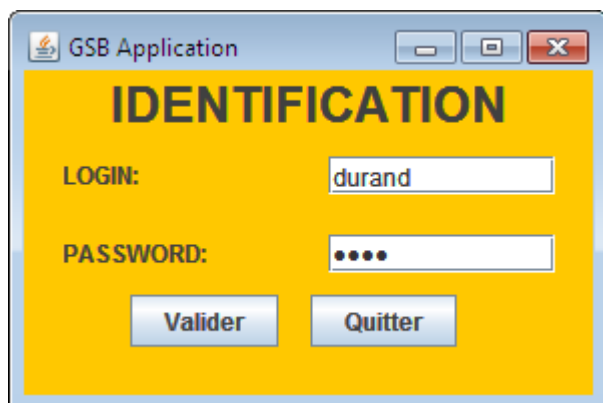 GSB Application
IDENTIFICATION
LOGIN: durand
PASSWORD: ••••
Valider Quitter